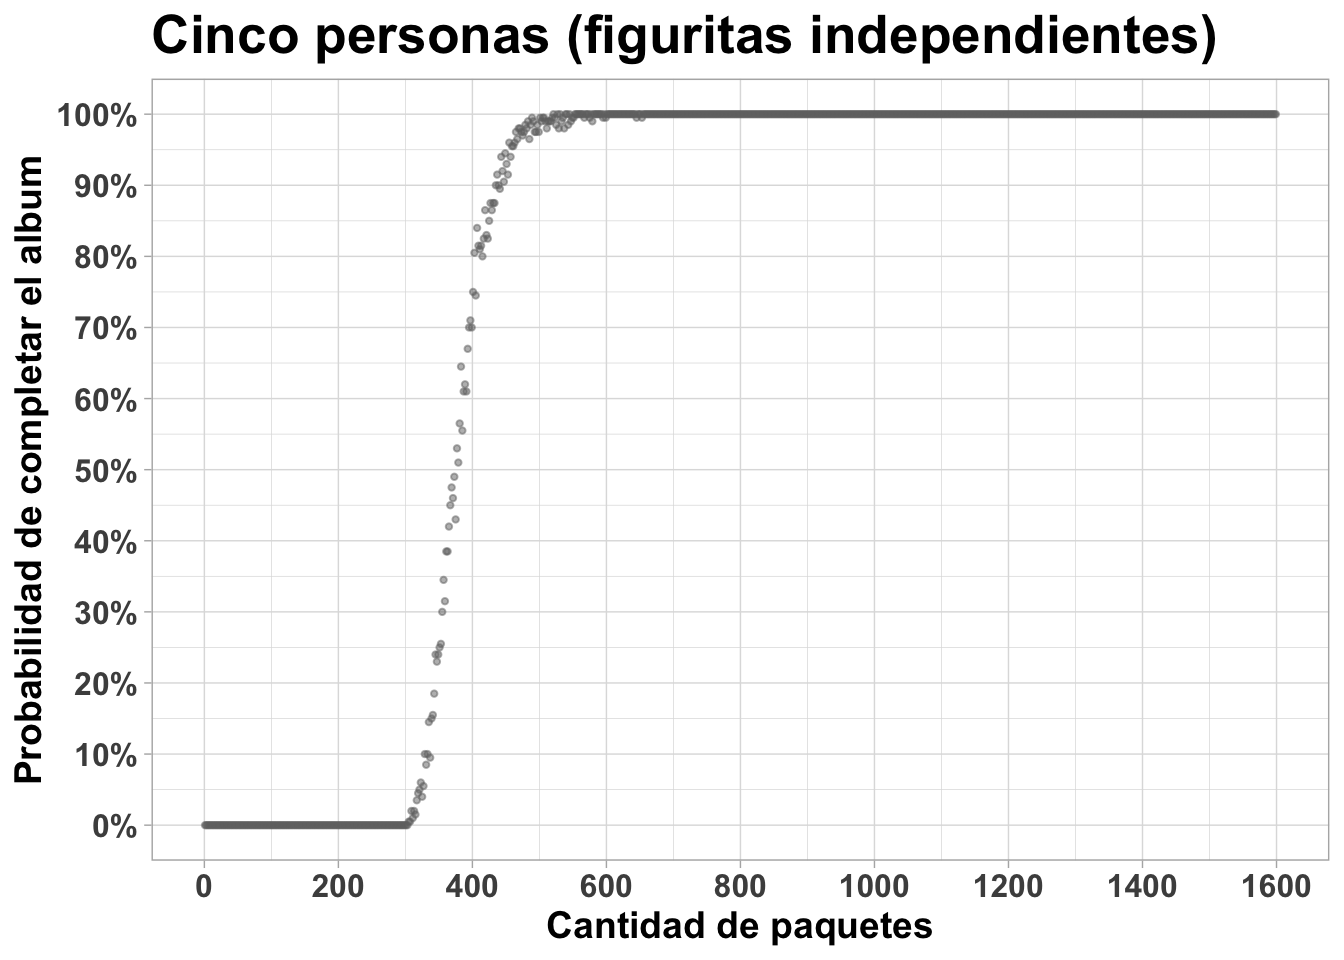 Cinco personas (figuritas independientes)
Probabilidad de completar el album
100%
90%
80%
70%
60%
50%
40%
30%
20%
10%
0%
0 200 400 600 800 1000 1200 1400 1600
Cantidad de paquetes